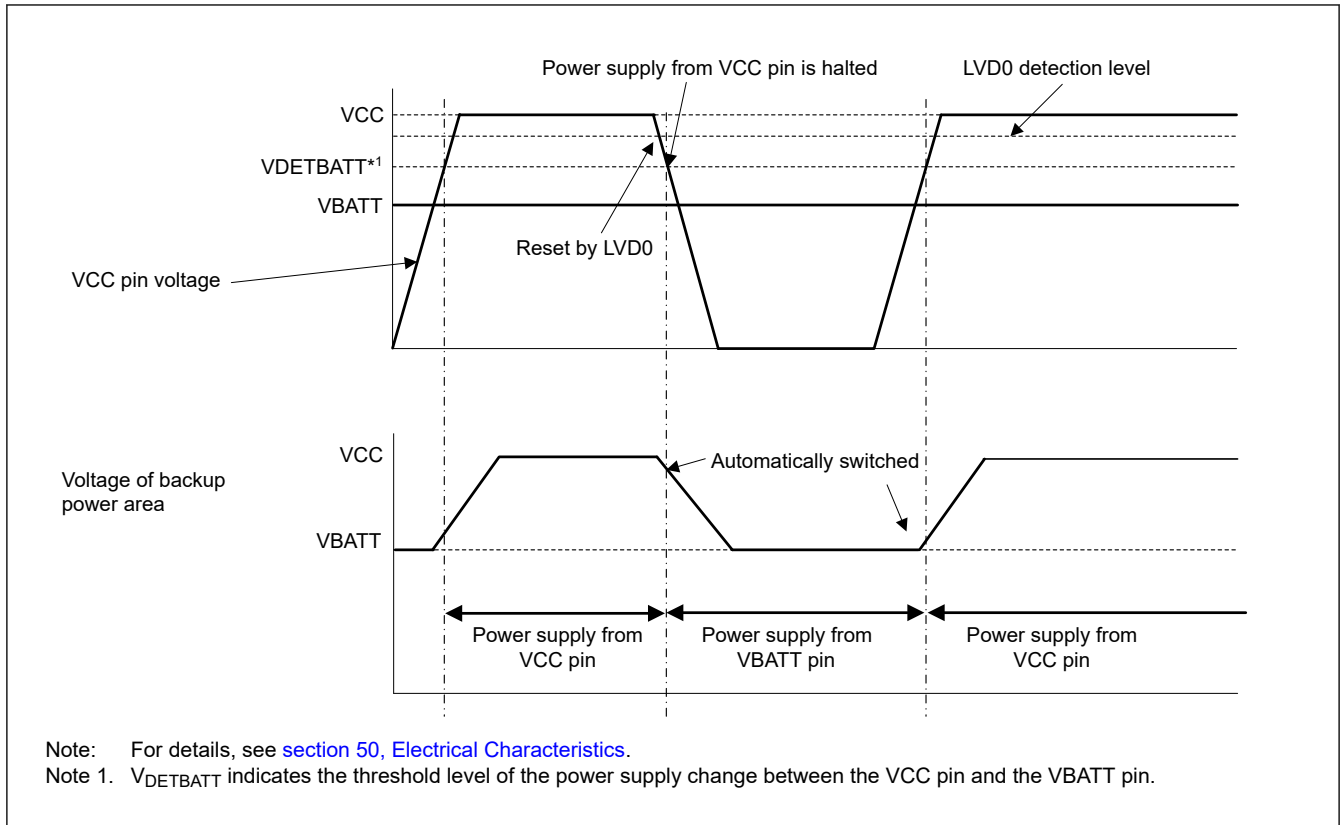 Power supply from VCC pin is halted
LVD0 detection level
VCC
VDETBATT*1
VBATT
Reset by LVD0
VCC pin voltage
VCC
Automatically switched
Voltage of backup
power area
VBATT
Power supply from
VCC pin
Power supply from
VBATT pin
Power supply from
VCC pin
Note: For details, see section 50, Electrical Characteristics.
Note 1. VDETBATT indicates the threshold level of the power supply change between the VCC pin and the VBATT pin.